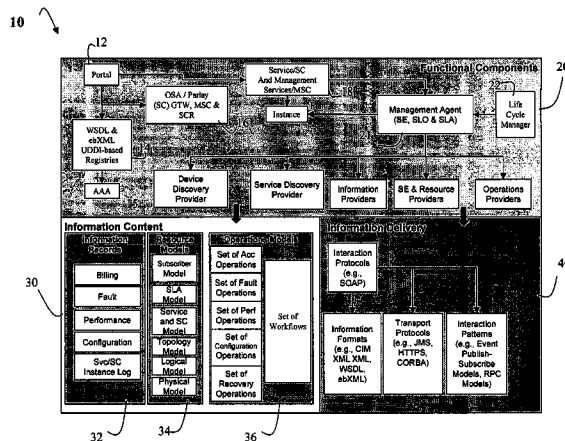 10
12
Portal
Service/SC
And Management
Services/MSC
Functional Components
20
OSA / Parlay
(SC) GTW, MSC &
SCR
16
18
Instance
Management Agent
(SE, SLO & SLA)
22
Life
Cycle
Manager
WSDL &
ebXML
UDDI-based
Registries
14
AAA
Device
Discovery
Provider
Service Discovery
Provider
Information
Providers
SE & Resource
Providers
Operations
Providers
Information Content
30
Information
Records
Billing
Fault
Performance
Configuration
Svc/SC
Instance Log
32
Resource
Models
Subscriber
Model
SLA
Model
Service
and SC
Model
Topology
Model
Logical
Model
Physical
Model
34
Operations Model
Set of Acc
Operations
Set of Fault
Operations
Set of Perf
Operations
Set of
Configuration
Operations
Set of
Recovery
Operations
Set of
Workflows
36
Information Delivery
40
Interaction
Protocols
(e.g.,
SOAP)
Information
Formats
(e.g., CIM
XML XML,
WSDL,
ebXML)
Transport
Protocols
(e.g., JMS,
HTTPS,
CORBA)
Interaction
Patterns
(e.g., Event
Publish-
Subscribe
Models, RPC
Models)